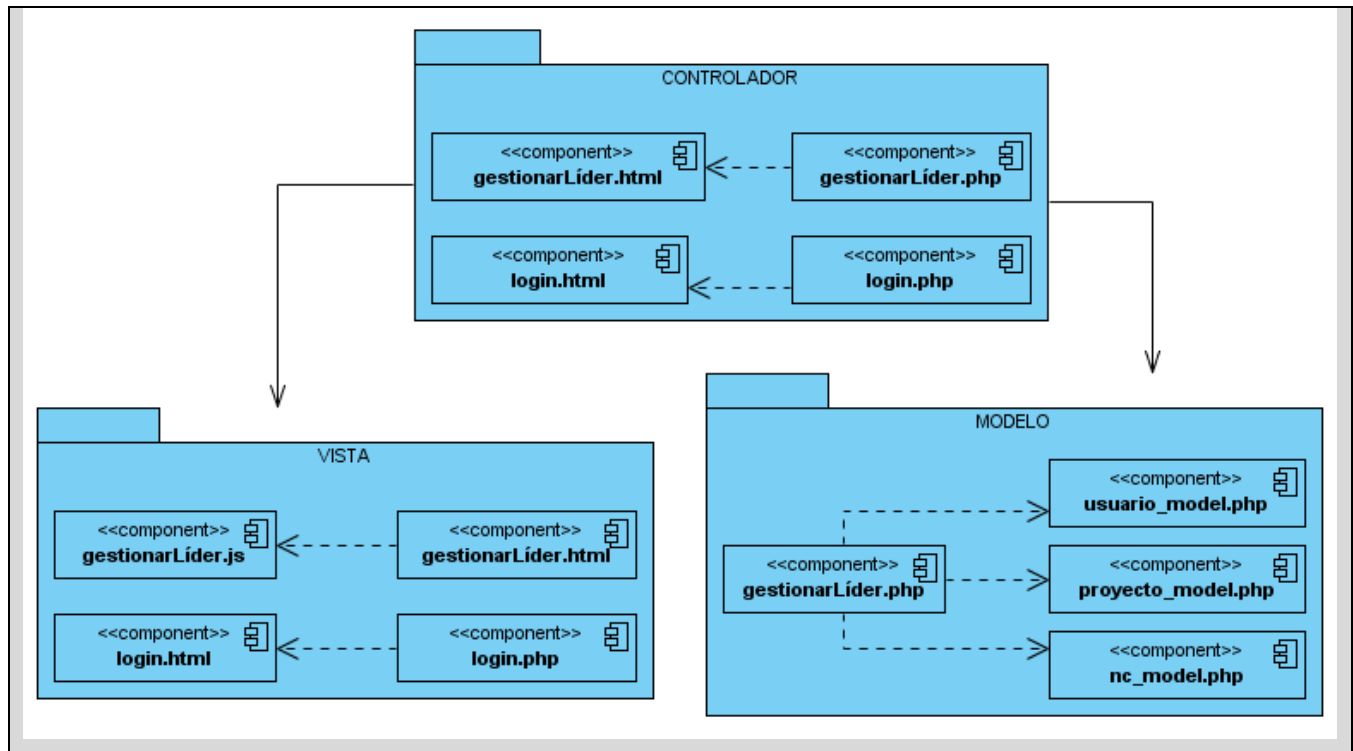 CONTROLADOR
<<component>>
gestionarLíder.html
<<component>>
gestionarLíder.php
<<component>>
login.html
<<component>>
login.php
VISTA
<<component>>
gestionarLíder.js
<<component>>
gestionarLíder.html
<<component>>
login.html
<<component>>
login.php
MODELO
<<component>>
gestionarLíder.php
<<component>>
usuario_model.php
<<component>>
proyecto_model.php
<<component>>
nc_model.php